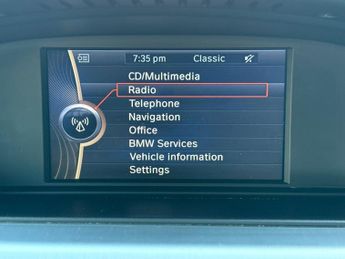 7:35 pm Classic
CD/Multimedia
Radio
Telephone
Navigation
Office
BMW Services
Vehicle information
Settings